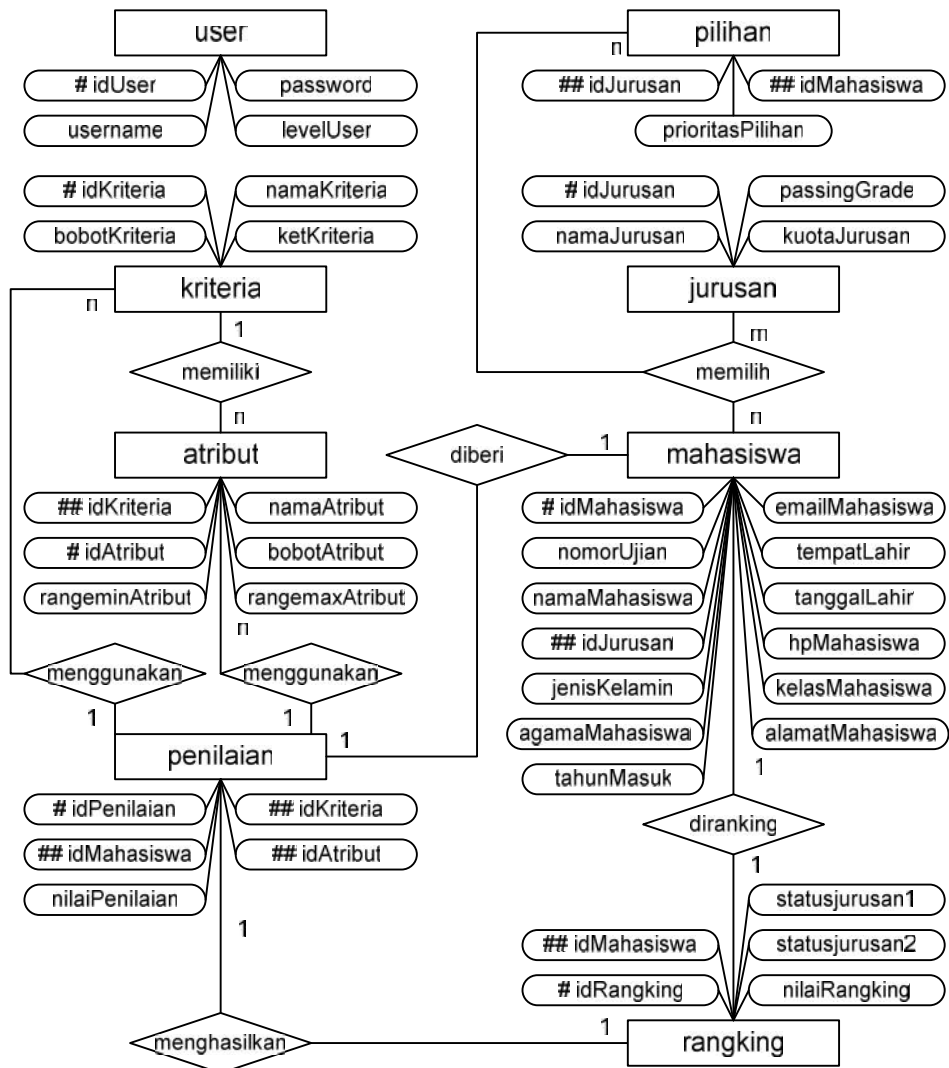 user
# idUser
password
username
levelUser
# idKriteria
namaKriteria
bobotKriteria
ketKriteria
kriteria
n
1
memiliki
n
atribut
## idKriteria
namaAtribut
# idAtribut
bobotAtribut
rangeminAtribut
rangemaxAtribut
n
menggunakan
menggunakan
1
1
1
penilaian
# idPenilaian
## idKriteria
## idMahasiswa
## idAtribut
nilaiPenilaian
1
menghasilkan
1
pilihan
n
## idJurusan
## idMahasiswa
prioritasPilihan
# idJurusan
passingGrade
namaJurusan
kuotaJurusan
jurusan
m
memilih
n
diberi
1
mahasiswa
# idMahasiswa
emailMahasiswa
nomorUjian
tempatLahir
namaMahasiswa
tanggalLahir
## idJurusan
hpMahasiswa
jenisKelamin
kelasMahasiswa
agamaMahasiswa
alamatMahasiswa
tahunMasuk
1
diranking
1
statusjurusan1
## idMahasiswa
statusjurusan2
# idRangking
nilaiRangking
rangking